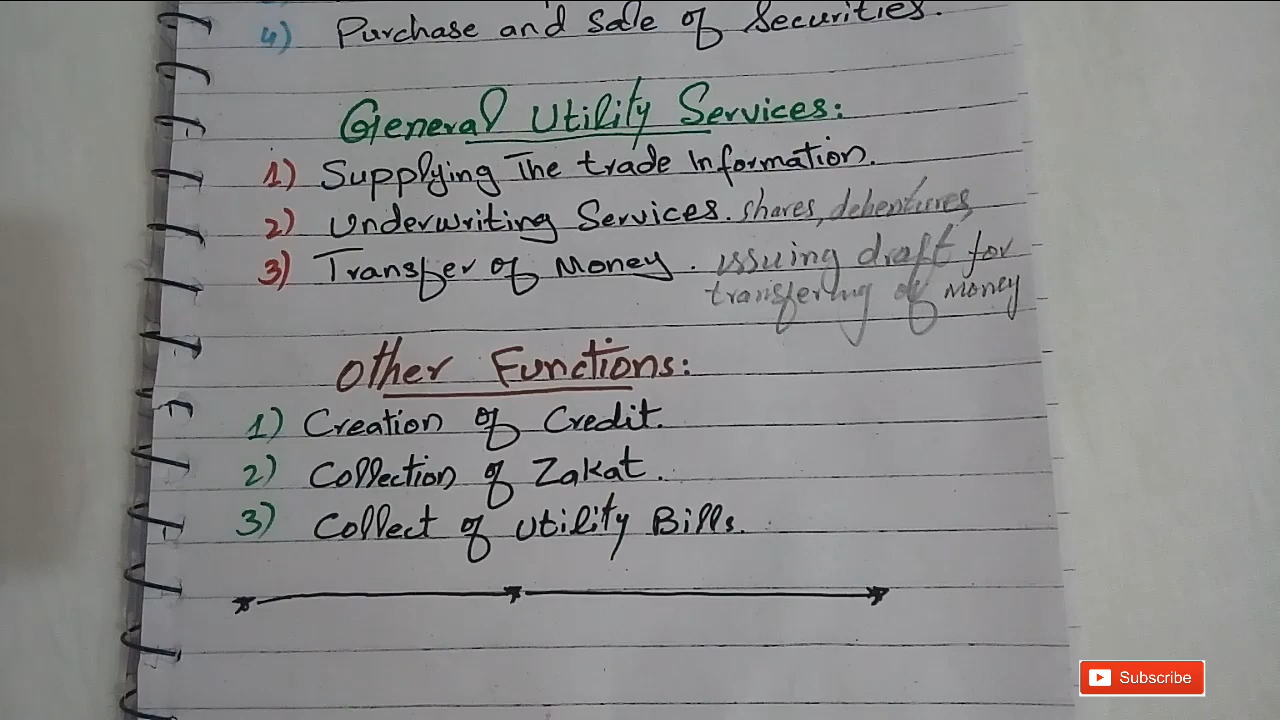 4) Purchase and Sale of Securities.
General Utility Services:
1) Supplying The trade Information.
2) Underwriting Services. shares, debentures,
3) Transfer of Money. issuing draft for
transfering of Money
Other Functions:
1) Creation of Credit.
2) Collection of Zakat.
3) Collect of Utility Bills.
Subscribe